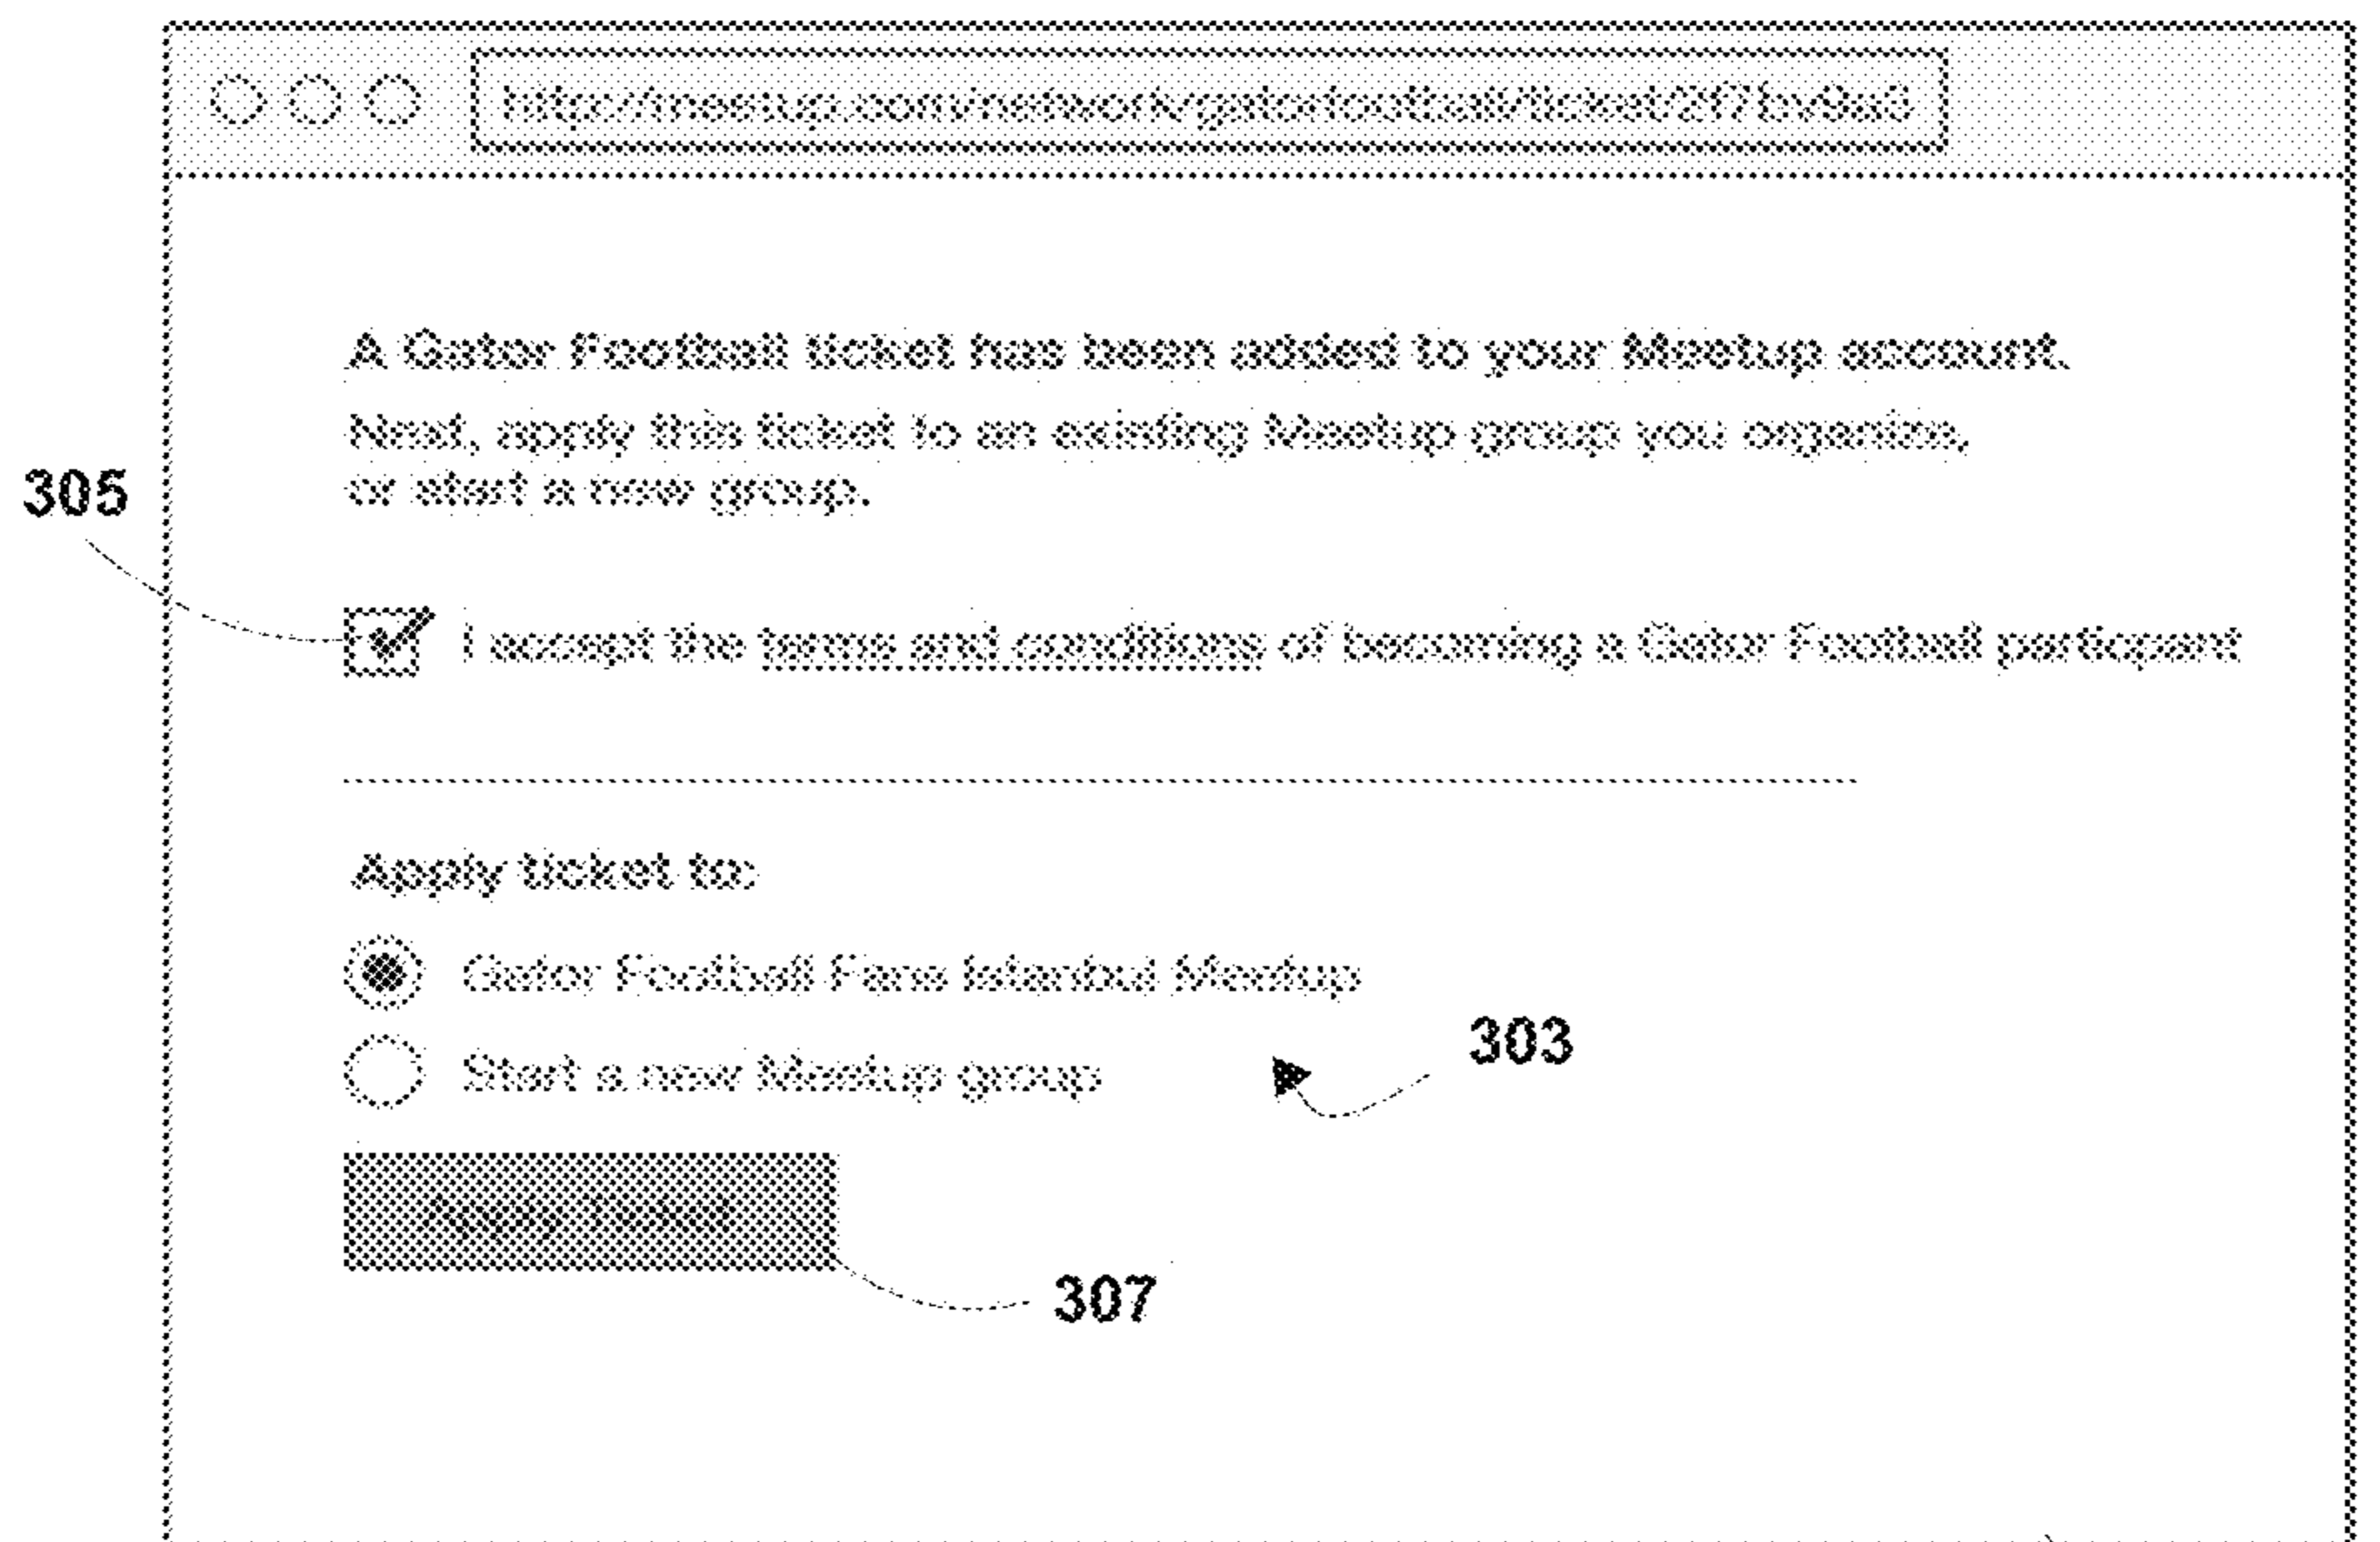 A Gator Football ticket has been added to your Meetup account.
Next, apply this ticket to an existing Meetup group you organize,
or start a new group.
305
I accept the terms and conditions of becoming a Gator Football participant
Apply ticket to:
Gator Football Fans Istanbul Meetup
303
Start a new Meetup group
Apply Ticket
307